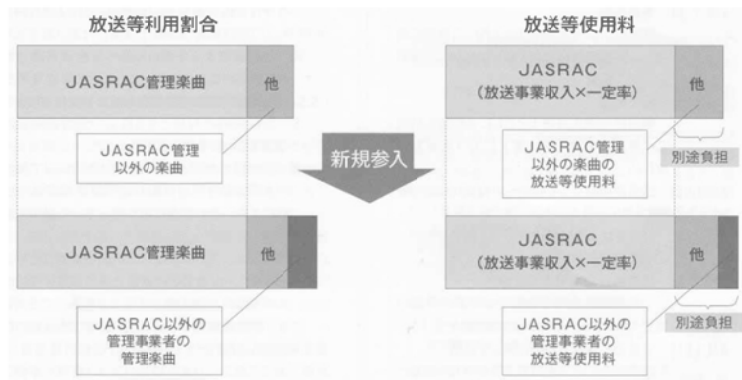 放送等利用割合
放送等使用料
JASRAC管理楽曲
他
JASRAC
(放送事業収入×一定率)
他
JASRAC管理
以外の楽曲
新規参入
JASRAC管理
以外の楽曲の
放送等使用料
別途負担
JASRAC管理楽曲
他
JASRAC
(放送事業収入×一定率)
他
JASRAC以外の
管理事業者の
管理楽曲
JASRAC以外の
管理事業者の
放送等使用料
別途負担